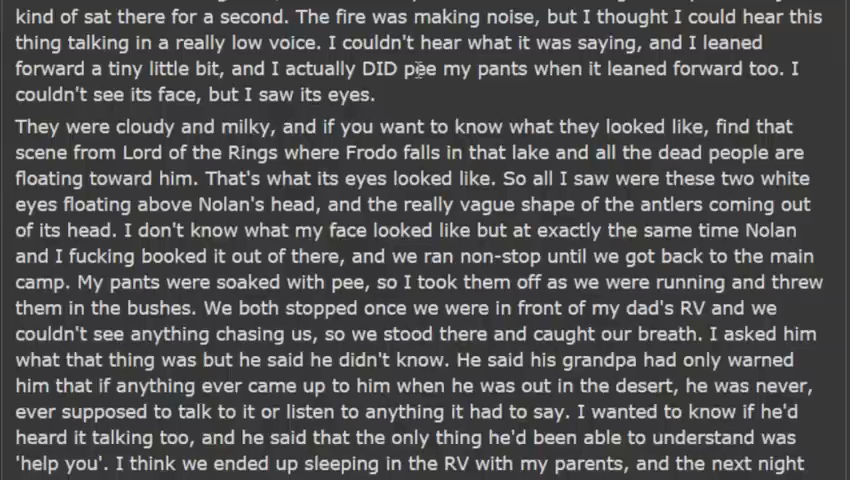 kind of sat there for a second. The fire was making noise, but I thought I could hear this
thing talking in a really low voice. I couldn't hear what it was saying, and I leaned
forward a tiny little bit, and I actually DID pee my pants when it leaned forward too. I
couldn't see its face, but I saw its eyes.
They were cloudy and milky, and if you want to know what they looked like, find that
scene from Lord of the Rings where Frodo falls in that lake and all the dead people are
floating toward him. That's what its eyes looked like. So all I saw were these two white
eyes floating above Nolan's head, and the really vague shape of the antlers coming out
of its head. I don't know what my face looked like but at exactly the same time Nolan
and I fucking booked it out of there, and we ran non-stop until we got back to the main
camp. My pants were soaked with pee, so I took them off as we were running and threw
them in the bushes. We both stopped once we were in front of my dad's RV and we
couldn't see anything chasing us, so we stood there and caught our breath. I asked him
what that thing was but he said he didn't know. He said his grandpa had only warned
him that if anything ever came up to him when he was out in the desert, he was never,
ever supposed to talk to it or listen to anything it had to say. I wanted to know if he'd
heard it talking too, and he said that the only thing he'd been able to understand was
'help you'. I think we ended up sleeping in the RV with my parents, and the next night